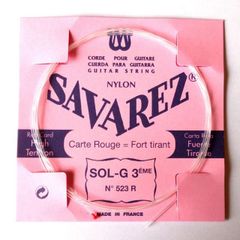 CORDE POUR GUITARE
CUERDA PARA GUITARRA
GUITAR STRING
NYLON
SAVAREZ
Carte Rouge = Fort tirant
Red Card
High
Tension
SOL-G 3ÈME
N° 523 R
Carta Roja
Fuerte
MADE IN FRANCE